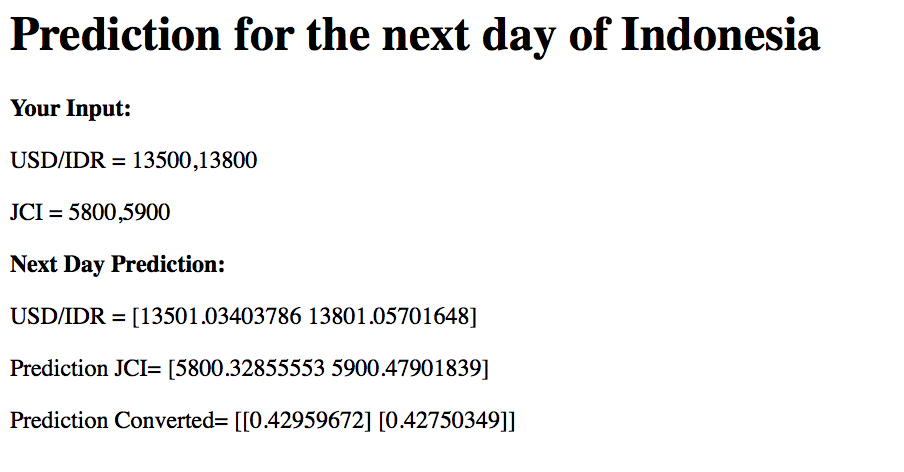 Prediction for the next day of Indonesia
Your Input:
USD/IDR = 13500,13800
JCI = 5800,5900
Next Day Prediction:
USD/IDR = [13501.03403786 13801.05701648]
Prediction JCI= [5800.32855553 5900.47901839]
Prediction Converted= [[0.42959672] [0.42750349]]